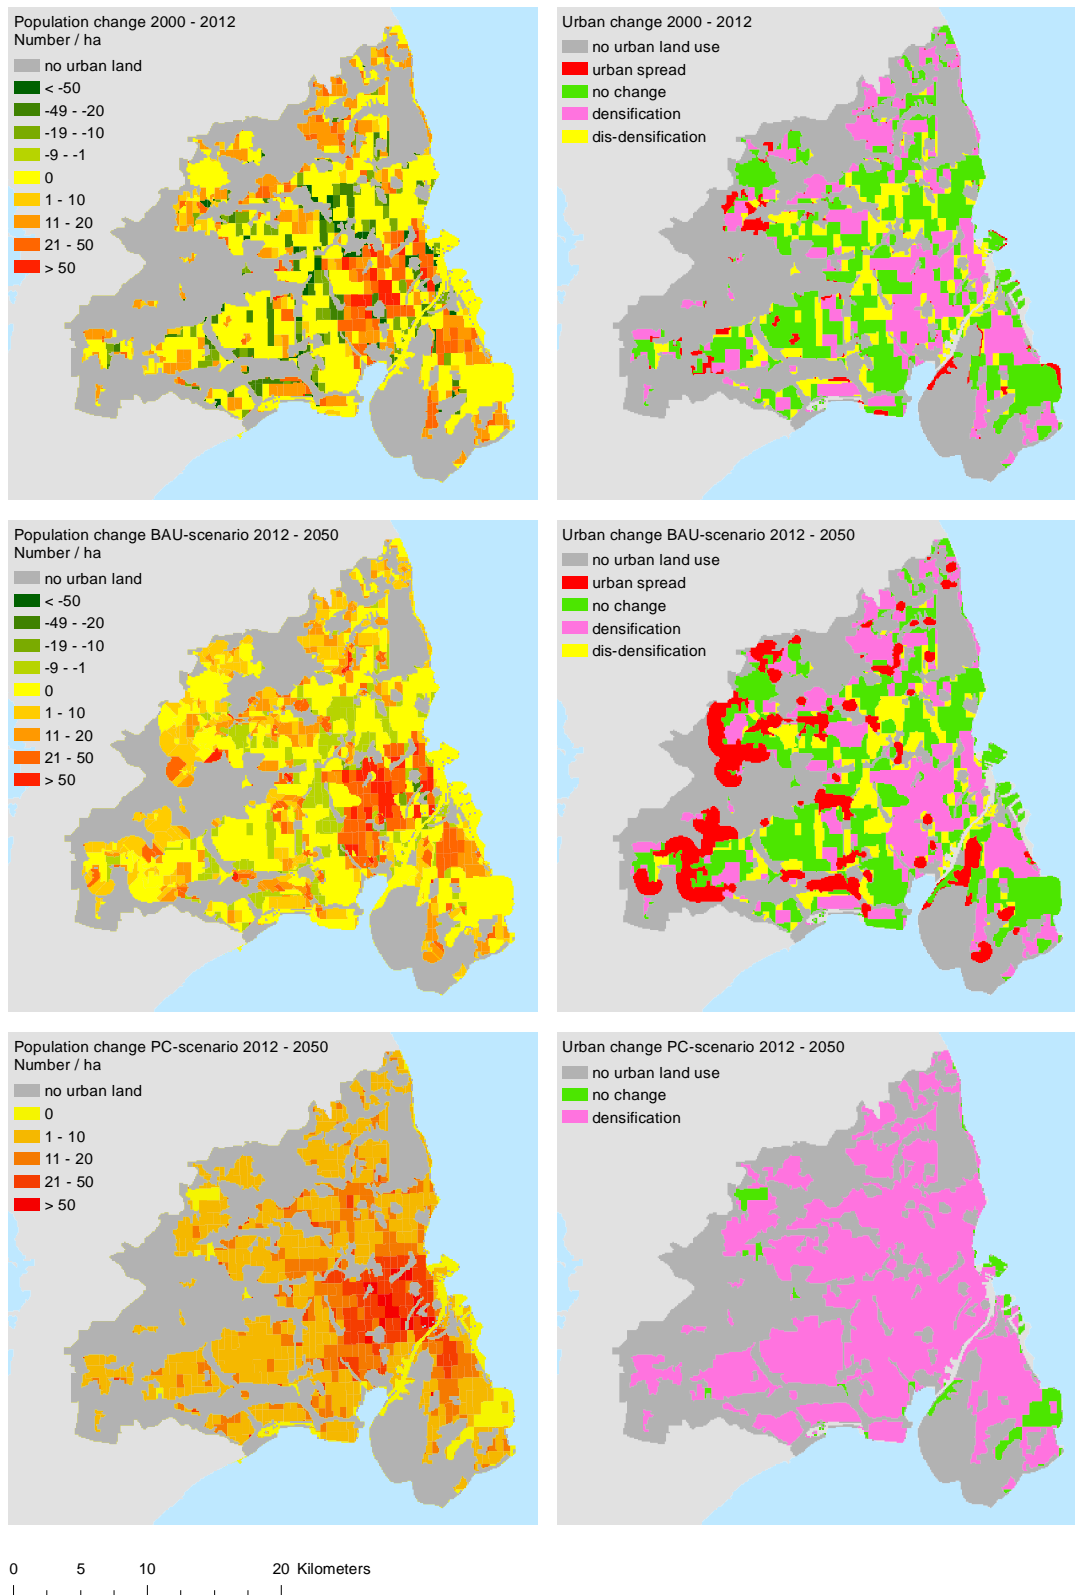 Population change 2000 - 2012
Number / ha
no urban land
< -50
-49 - -20
-19 - -10
-9 - -1
0
1 - 10
11 - 20
21 - 50
> 50
Urban change 2000 - 2012
no urban land use
urban spread
no change
densification
dis-densification
Population change BAU-scenario 2012 - 2050
Number / ha
no urban land
< -50
-49 - -20
-19 - -10
-9 - -1
0
1 - 10
11 - 20
21 - 50
> 50
Urban change BAU-scenario 2012 - 2050
no urban land use
urban spread
no change
densification
dis-densification
Population change PC-scenario 2012 - 2050
Number / ha
no urban land
0
1 - 10
11 - 20
21 - 50
> 50
Urban change PC-scenario 2012 - 2050
no urban land use
no change
densification
0 5 10 20 Kilometers